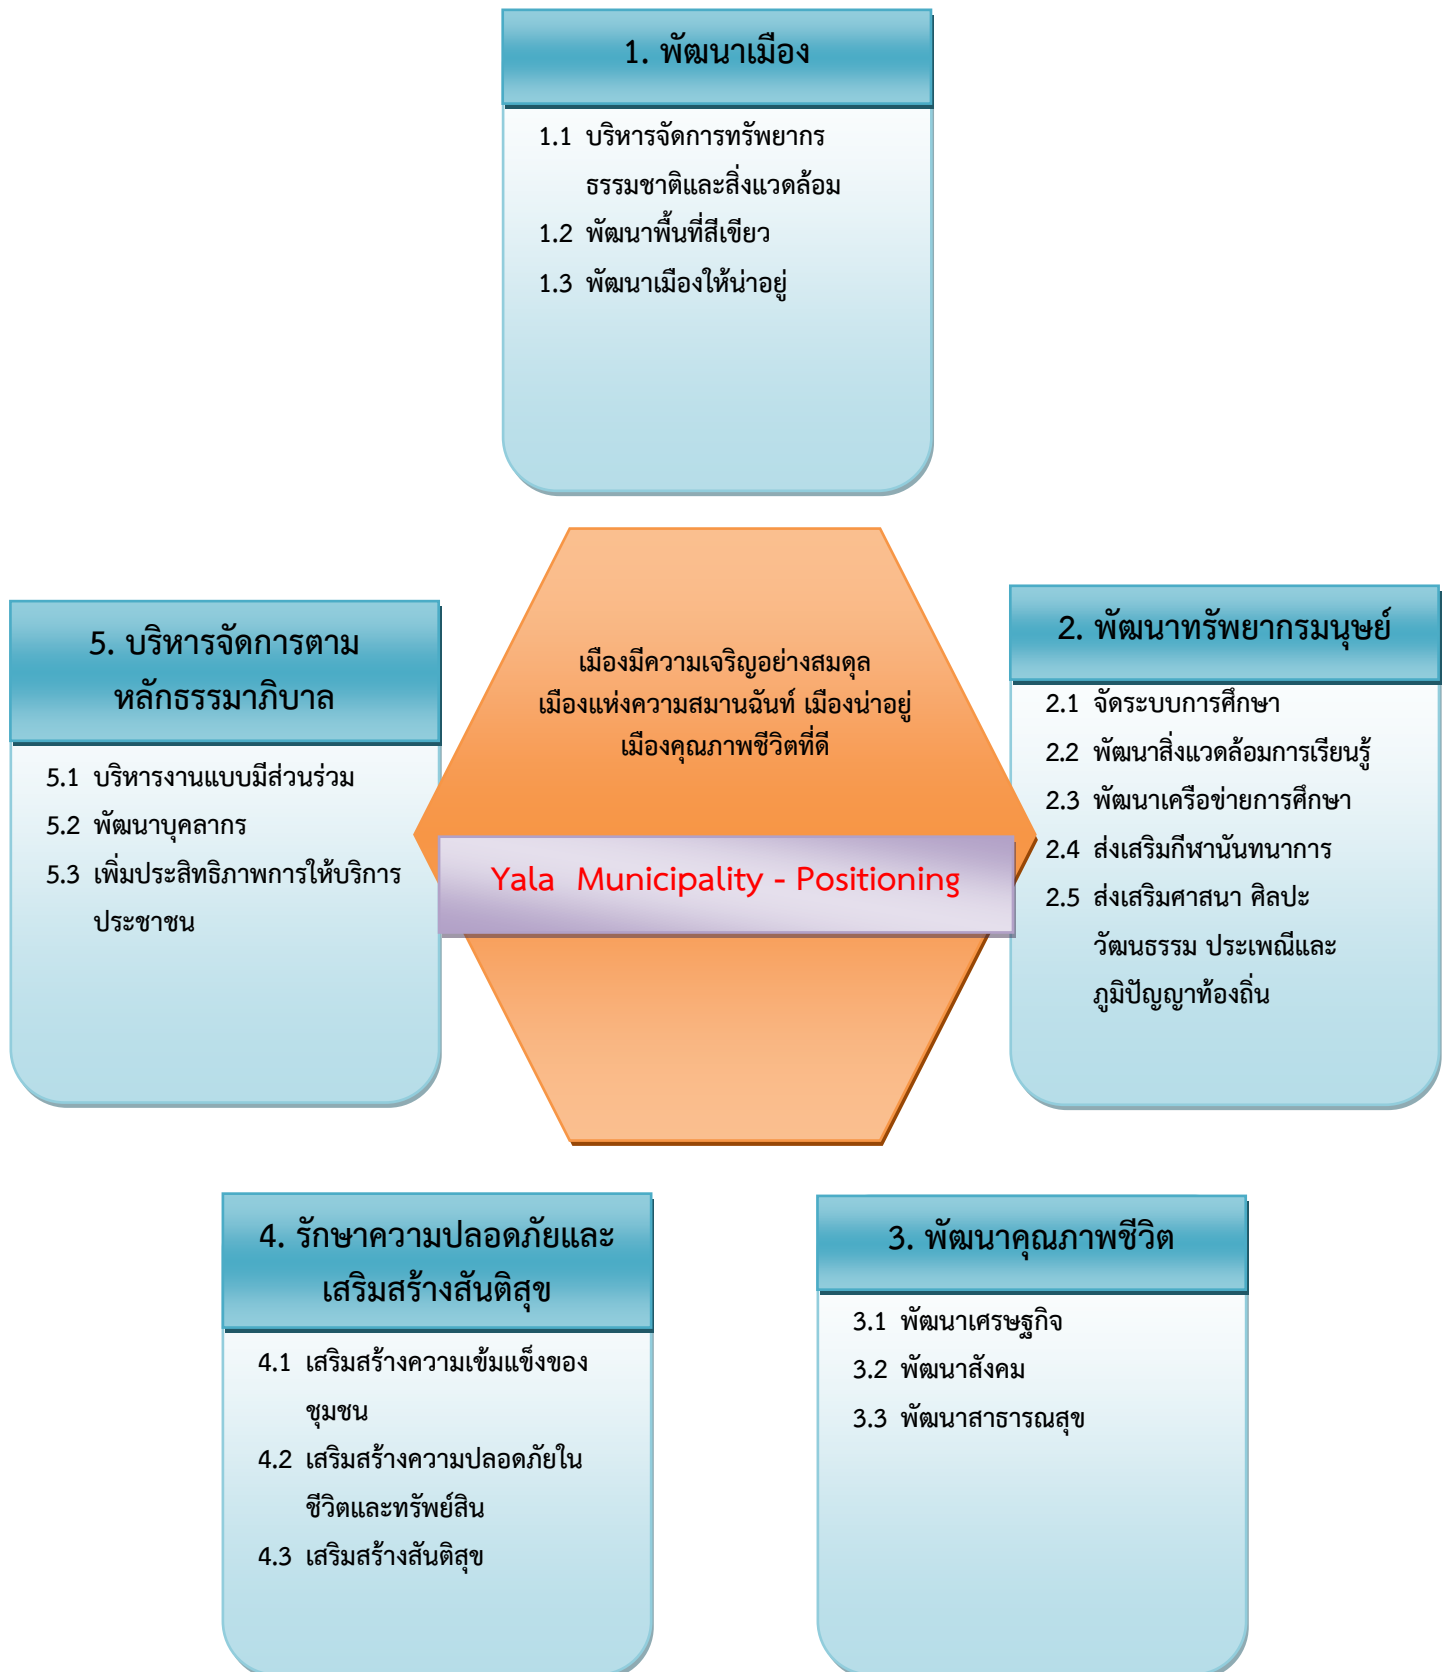 1. พัฒนาเมือง
1.1 บริหารจัดการทรัพยากร
ธรรมชาติและสิ่งแวดล้อม
1.2 พัฒนาพื้นที่สีเขียว
1.3 พัฒนาเมืองให้น่าอยู่
เมืองมีความเจริญอย่างสมดุล
เมืองแห่งความสมานฉันท์ เมืองน่าอยู่
เมืองคุณภาพชีวิตที่ดี
Yala Municipality - Positioning
2. พัฒนาทรัพยากรมนุษย์
2.1 จัดระบบการศึกษา
2.2 พัฒนาสิ่งแวดล้อมการเรียนรู้
2.3 พัฒนาเครือข่ายการศึกษา
2.4 ส่งเสริมกีฬานันทนาการ
2.5 ส่งเสริมศาสนา ศิลปะ
วัฒนธรรม ประเพณีและ
ภูมิปัญญาท้องถิ่น
3. พัฒนาคุณภาพชีวิต
3.1 พัฒนาเศรษฐกิจ
3.2 พัฒนาสังคม
3.3 พัฒนาสาธารณสุข
4. รักษาความปลอดภัยและ
เสริมสร้างสันติสุข
4.1 เสริมสร้างความเข้มแข็งของ
ชุมชน
4.2 เสริมสร้างความปลอดภัยใน
ชีวิตและทรัพย์สิน
4.3 เสริมสร้างสันติสุข
5. บริหารจัดการตาม
หลักธรรมาภิบาล
5.1 บริหารงานแบบมีส่วนร่วม
5.2 พัฒนาบุคลากร
5.3 เพิ่มประสิทธิภาพการให้บริการ
ประชาชน